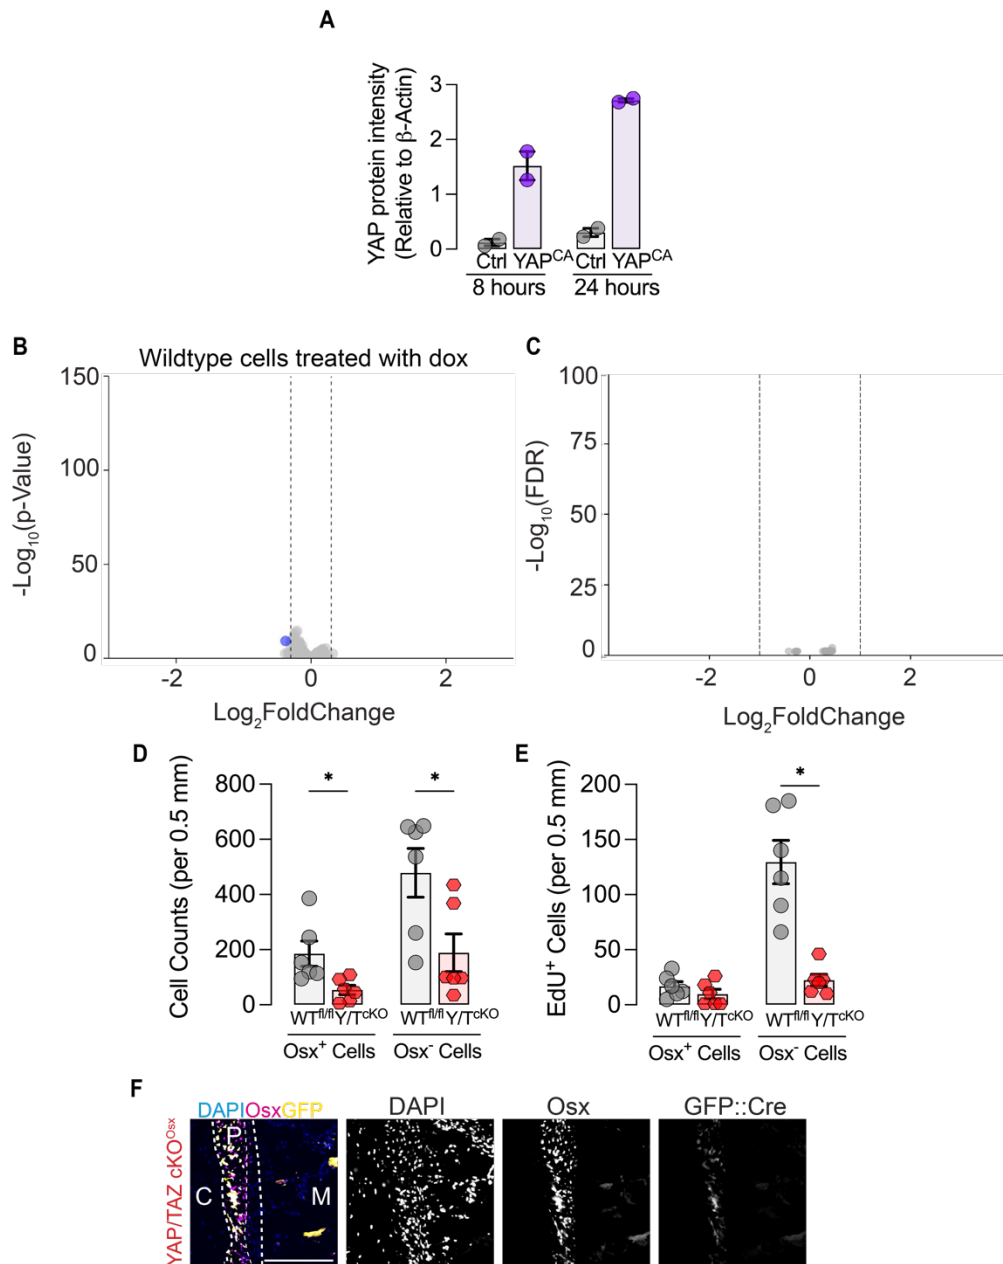 A
YAP protein intensity
(Relative to β-Actin)
3
2
1
0
Ctrl YAP^CA Ctrl YAP^CA
8 hours 24 hours
B
Wildtype cells treated with dox
-Log₁₀(p-Value)
150
100
50
0
-2 0 2
Log₂FoldChange
C
-Log₁₀(FDR)
100
75
50
25
0
-2 0 2
Log₂FoldChange
D
Cell Counts (per 0.5 mm)
800
600
400
200
0
* *
WT^fl/fl Y/T^cKO WT^fl/fl Y/T^cKO
Osx⁺ Cells Osx⁻ Cells
E
EdU⁺ Cells (per 0.5 mm)
200
150
100
50
0
*
WT^fl/fl Y/T^cKO WT^fl/fl Y/T^cKO
Osx⁺ Cells Osx⁻ Cells
F
DAPIOsxGFP DAPI Osx GFP::Cre
YAP/TAZ cKO^Osx
P
C M